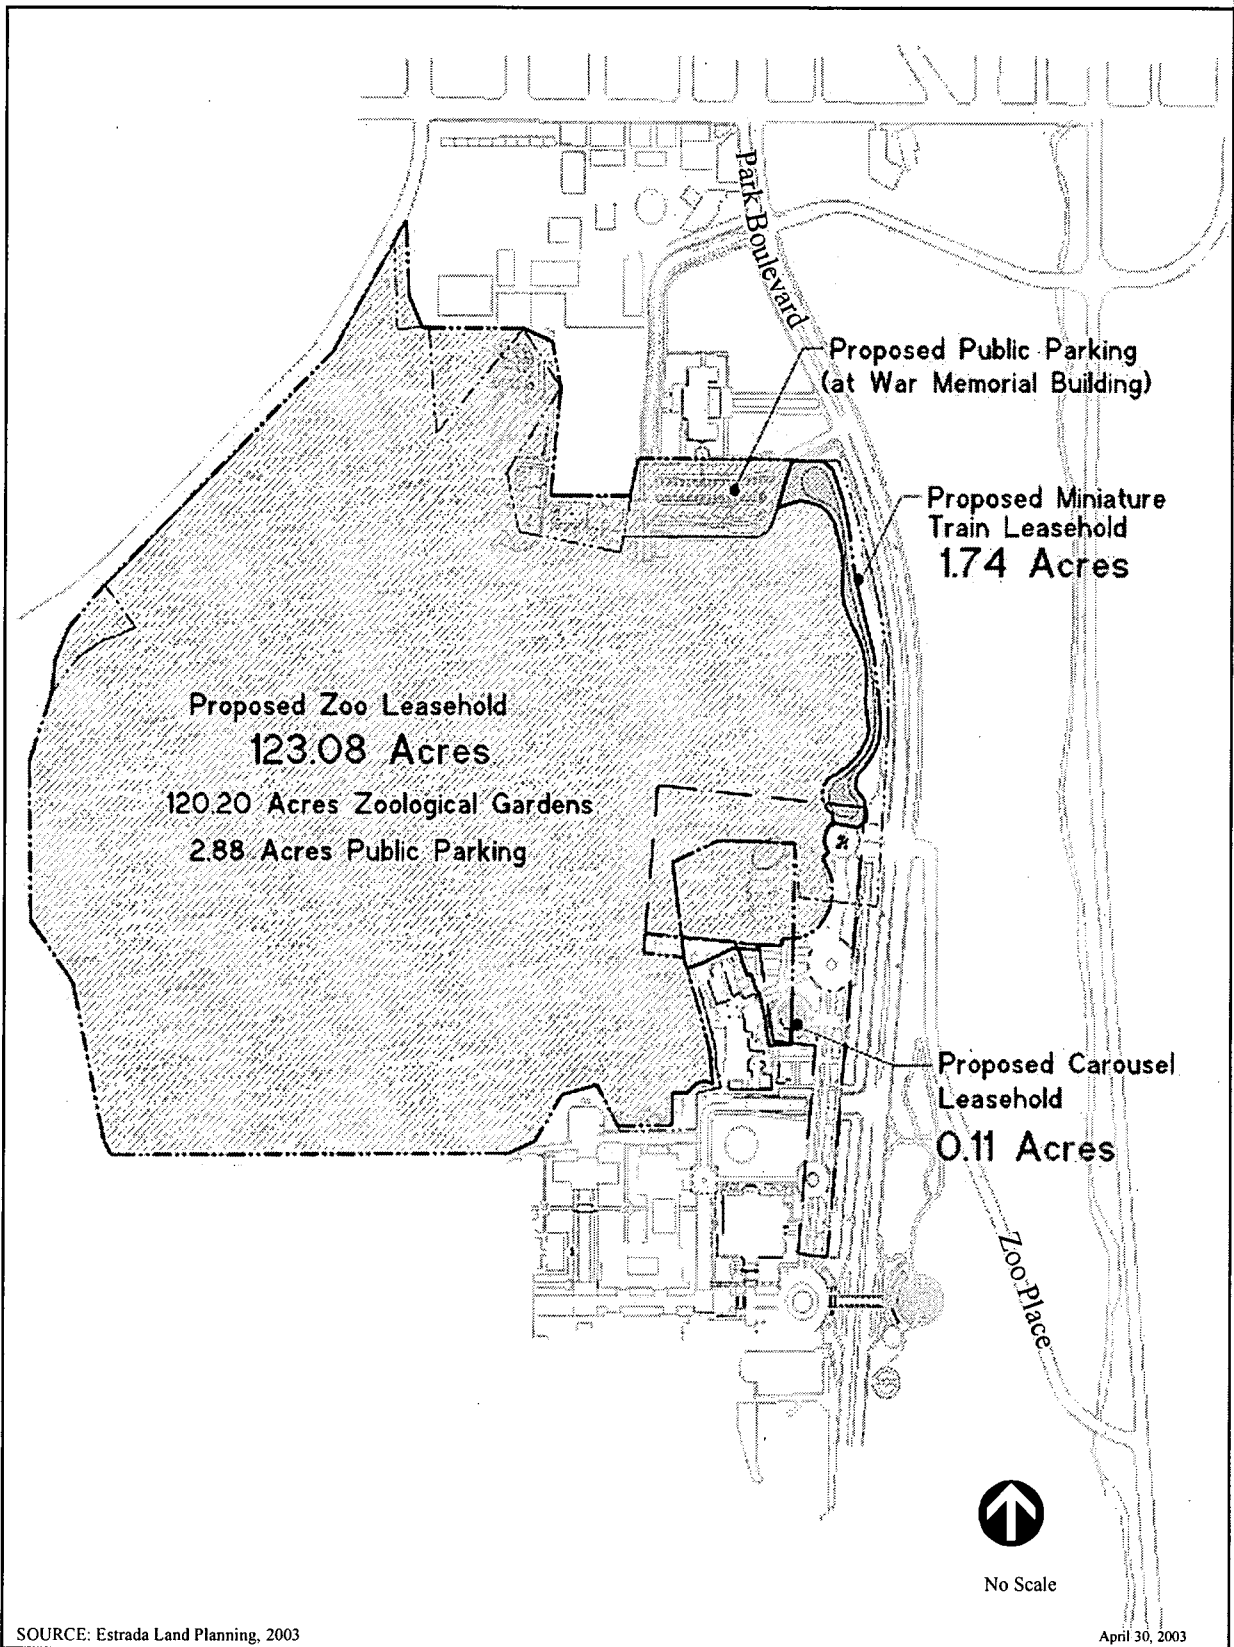 Park Boulevard
Proposed Public Parking
(at War Memorial Building)
Proposed Miniature
Train Leasehold
1.74 Acres
Proposed Zoo Leasehold
123.08 Acres
120.20 Acres Zoological Gardens
2.88 Acres Public Parking
Proposed Carousel
Leasehold
0.11 Acres
Zoo Place
No Scale
SOURCE: Estrada Land Planning, 2003
April 30, 2003